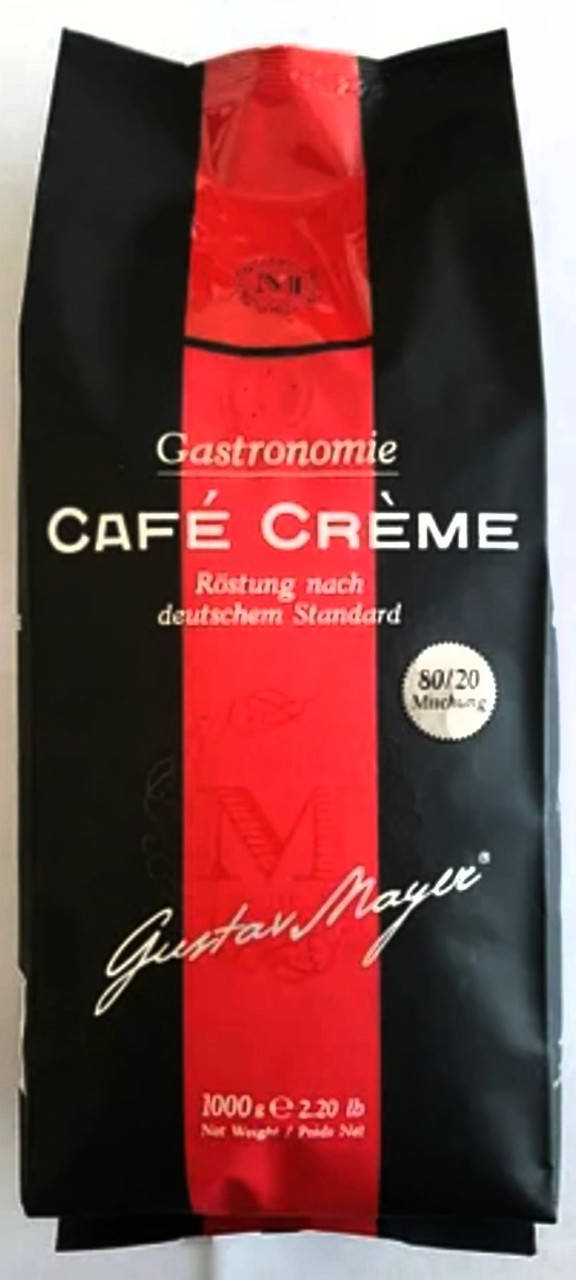 M
Gastronomie
CAFÉ CRÈME
Röstung nach
deutschem Standard
80/20
Mischung
M
Gustav Mayer®
1000 g ℮ 2.20 lb
Net Weight / Poids Net